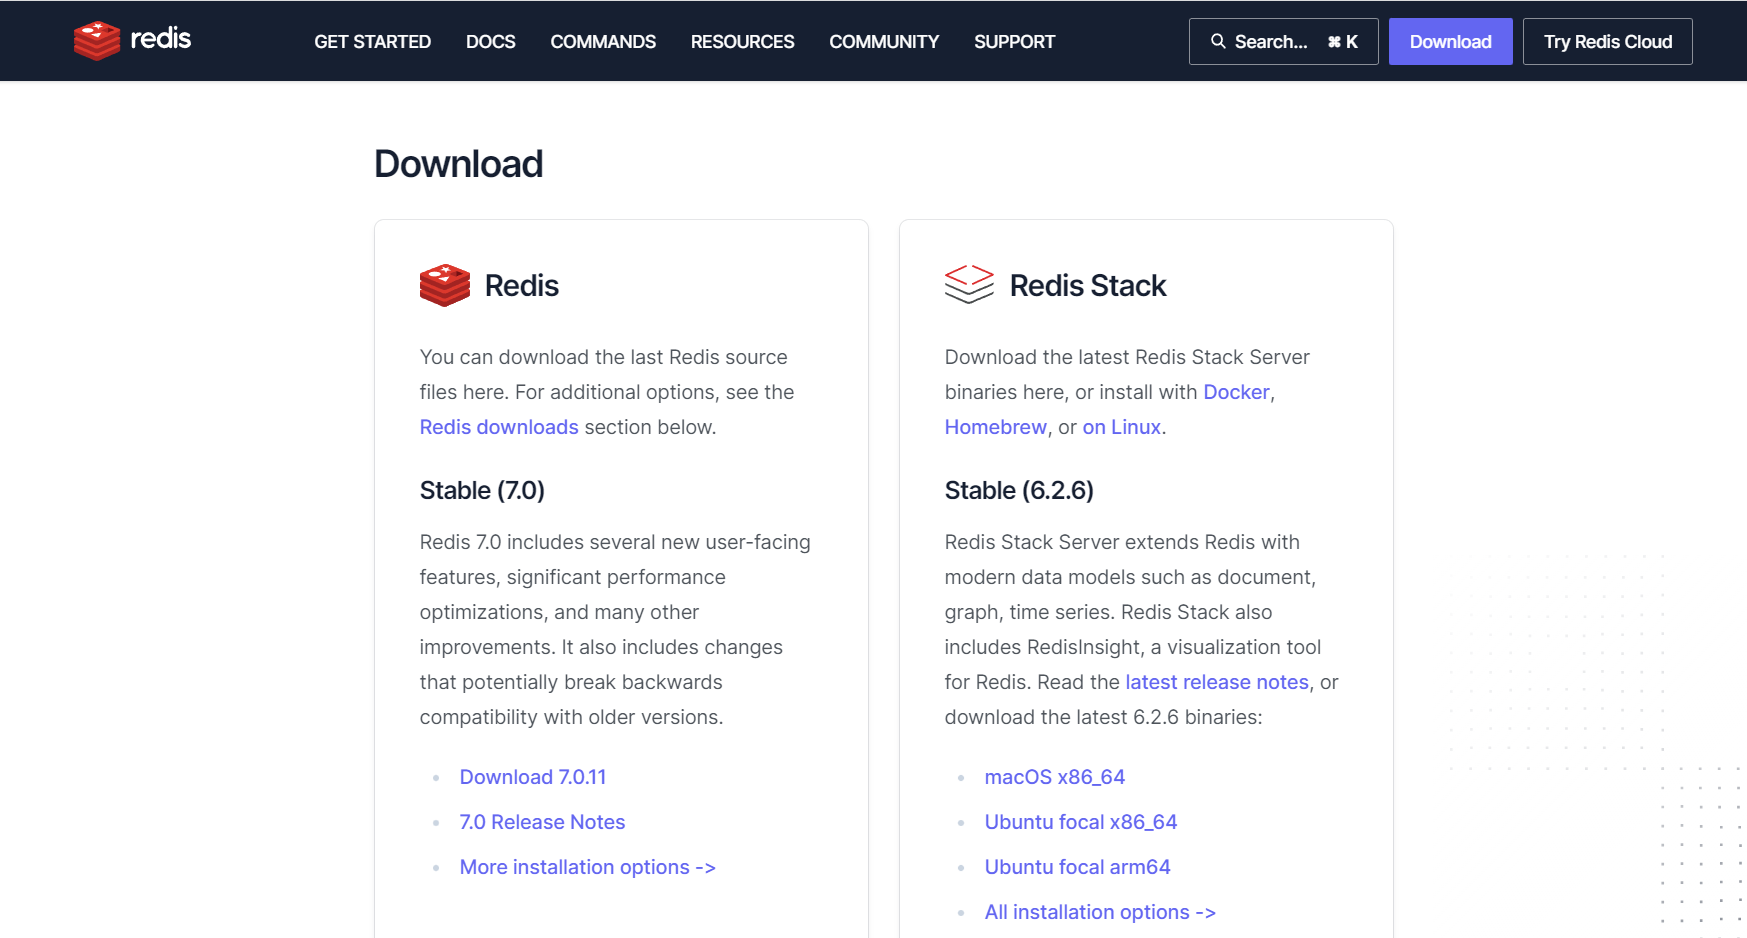 redis
GET STARTED
DOCS
COMMANDS
RESOURCES
COMMUNITY
SUPPORT
Search...
⌘ K
Download
Try Redis Cloud
Download
Redis
You can download the last Redis source
files here. For additional options, see the
Redis downloads section below.
Stable (7.0)
Redis 7.0 includes several new user-facing
features, significant performance
optimizations, and many other
improvements. It also includes changes
that potentially break backwards
compatibility with older versions.
Download 7.0.11
7.0 Release Notes
More installation options ->
Redis Stack
Download the latest Redis Stack Server
binaries here, or install with Docker,
Homebrew, or on Linux.
Stable (6.2.6)
Redis Stack Server extends Redis with
modern data models such as document,
graph, time series. Redis Stack also
includes RedisInsight, a visualization tool
for Redis. Read the latest release notes, or
download the latest 6.2.6 binaries:
macOS x86_64
Ubuntu focal x86_64
Ubuntu focal arm64
All installation options ->